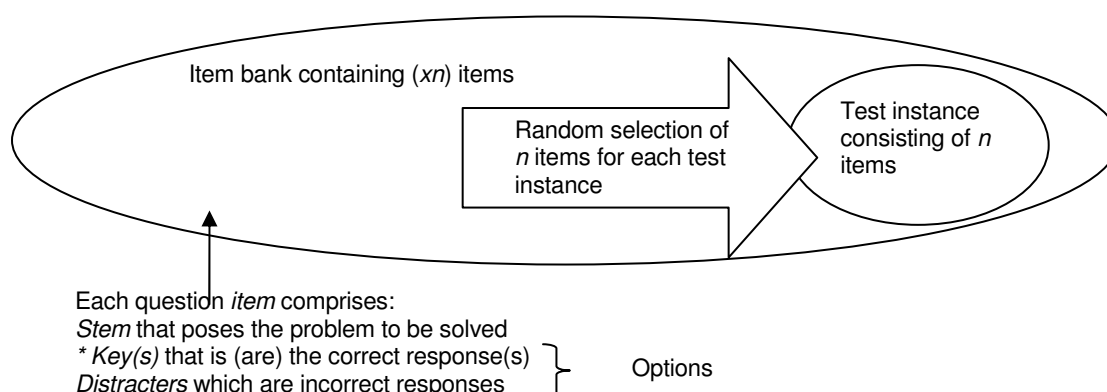 Item bank containing (xn) items
Random selection of
n items for each test
instance
Test instance
consisting of n
items
Each question item comprises:
Stem that poses the problem to be solved
* Key(s) that is (are) the correct response(s)
Distracters which are incorrect responses
Options